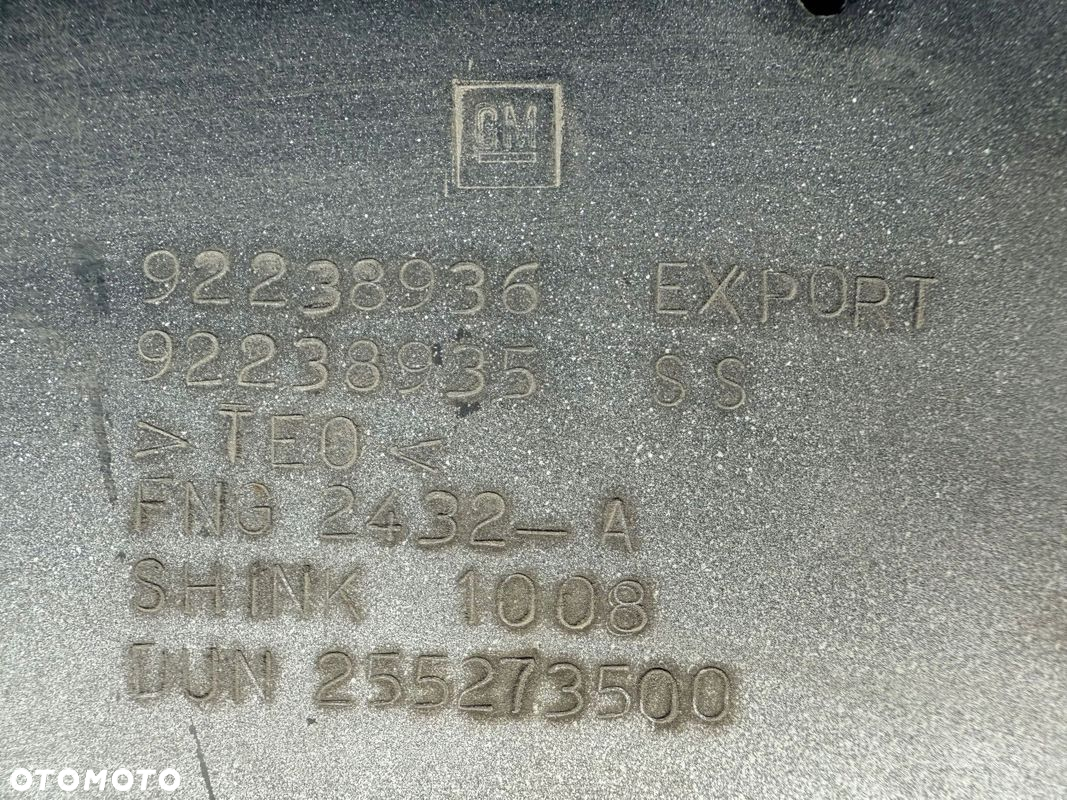 GM
92238936 EXPORT
92238935 SS
>TEO<
FNG 2432-A
SHINK 1008
DUN 255273500
OTOMOTO